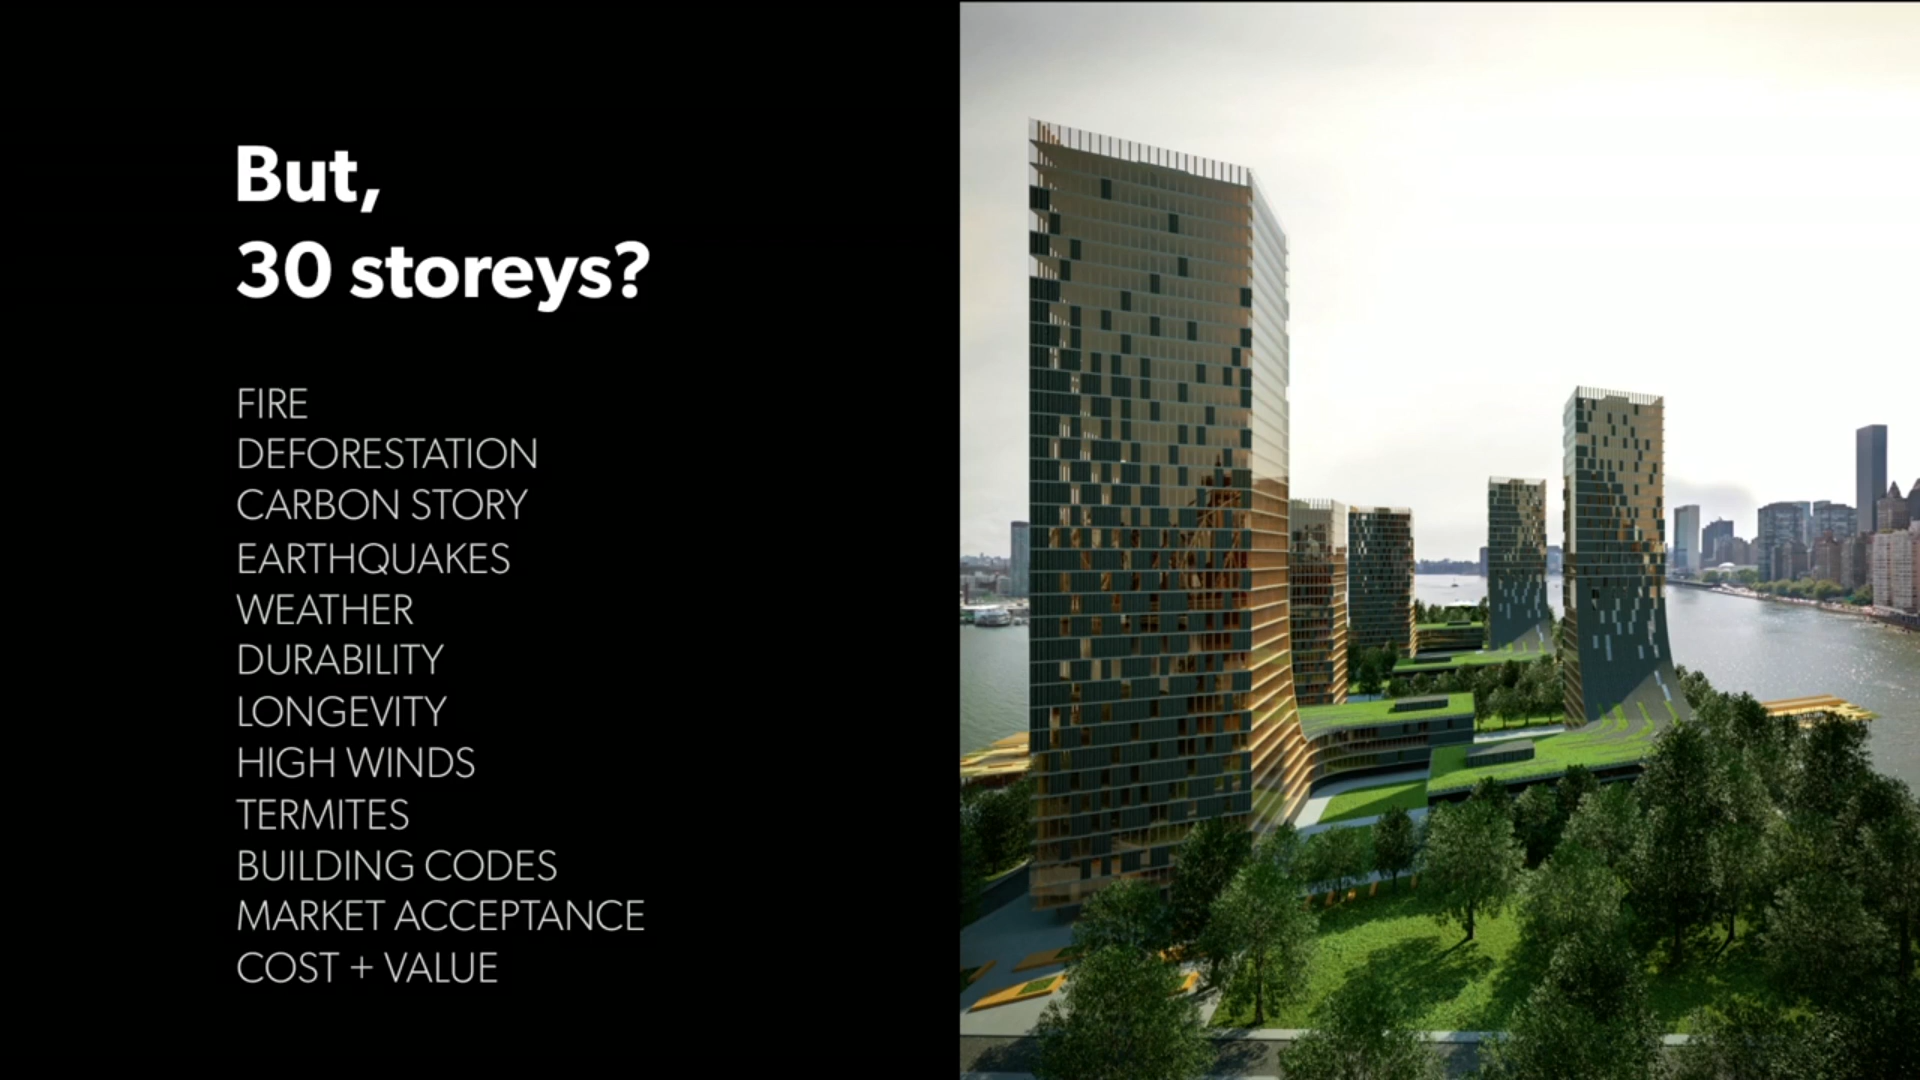 But,
30 storeys?
FIRE
DEFORESTATION
CARBON STORY
EARTHQUAKES
WEATHER
DURABILITY
LONGEVITY
HIGH WINDS
TERMITES
BUILDING CODES
MARKET ACCEPTANCE
COST + VALUE